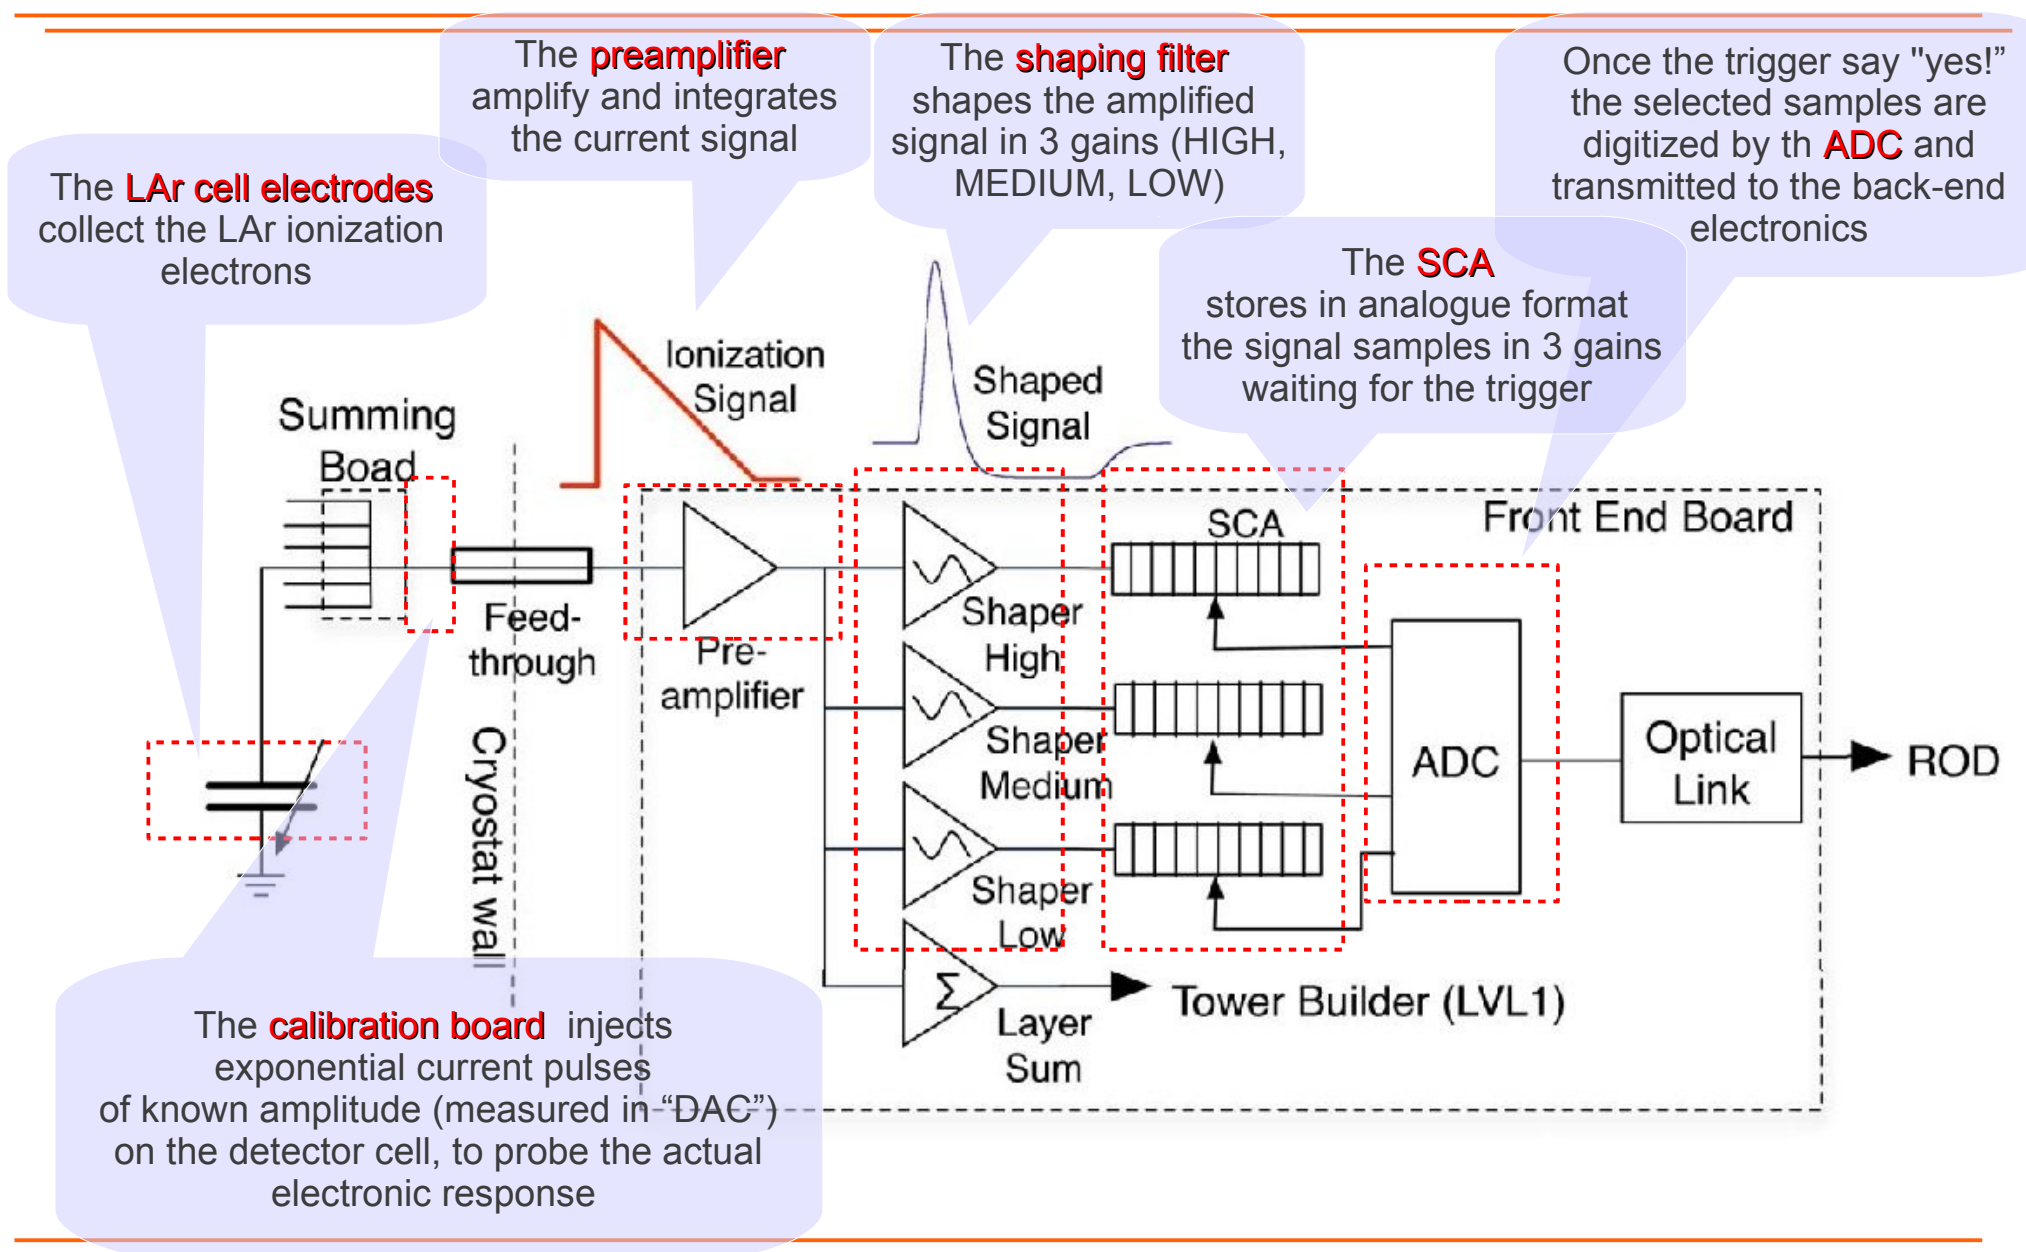 The preamplifier
amplify and integrates
the current signal
The shaping filter
shapes the amplified
signal in 3 gains (HIGH,
MEDIUM, LOW)
Once the trigger say "yes!”
the selected samples are
digitized by th ADC and
transmitted to the back-end
electronics
The LAr cell electrodes
collect the LAr ionization
electrons
The SCA
stores in analogue format
the signal samples in 3 gains
waiting for the trigger
Ionization
Signal
Shaped
Signal
Summing
Boad
Feed-
through
Cryostat wall
Pre-
amplifier
Shaper
High
Shaper
Medium
Shaper
Low
Σ
Layer
Sum
SCA
Front End Board
ADC
Optical
Link
ROD
Tower Builder (LVL1)
The calibration board injects
exponential current pulses
of known amplitude (measured in “DAC”)
on the detector cell, to probe the actual
electronic response